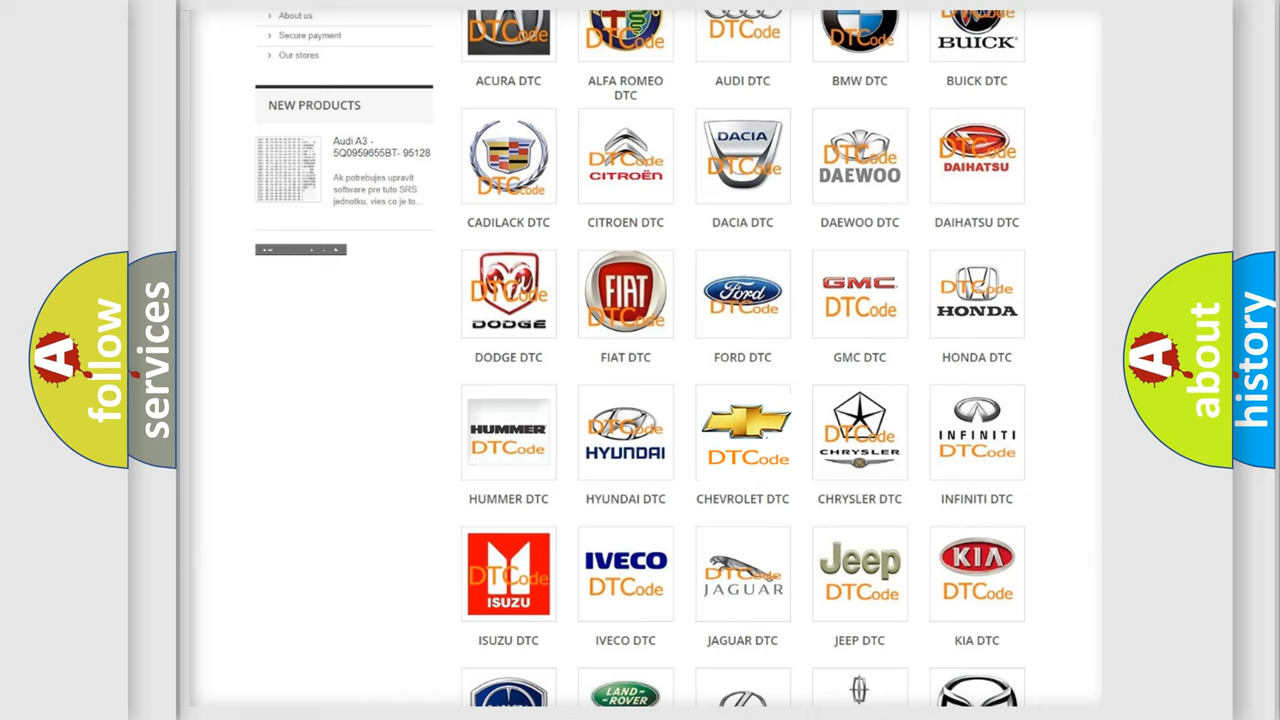 About us
Secure payment
Our stores
NEW PRODUCTS
Audi A3 -
5Q0959655BT- 95128
Ak potrebujes upravit
software pre tuto SRS
jednotku, vies co je to...
DTCode DTCode DTCode DTCode BUICK
ACURA DTC ALFA ROMEO DTC AUDI DTC BMW DTC BUICK DTC
DTCode DTCode CITROËN DACIA DTCode DTCode DAEWOO DTCode DAIHATSU
CADILACK DTC CITROEN DTC DACIA DTC DAEWOO DTC DAIHATSU DTC
DTCode DODGE FIAT DTCode Ford DTCode GMC DTCode DTCode HONDA
DODGE DTC FIAT DTC FORD DTC GMC DTC HONDA DTC
HUMMER DTCode DTCode HYUNDAI DTCode DTCode CHRYSLER INFINITI DTCode
HUMMER DTC HYUNDAI DTC CHEVROLET DTC CHRYSLER DTC INFINITI DTC
DTCode ISUZU IVECO DTCode DTCode JAGUAR Jeep DTCode KIA DTCode
ISUZU DTC IVECO DTC JAGUAR DTC JEEP DTC KIA DTC
LAND-
ROVER
A follow
services
A about
history